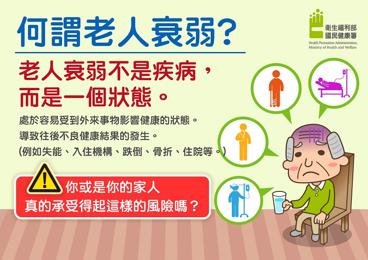 何謂老人衰弱?
衛生福利部
國民健康署
Health Promotion Administration,
Ministry of Health and Welfare
老人衰弱不是疾病，
而是一個狀態。
處於容易受到外來事物影響健康的狀態。
導致往後不良健康結果的發生。
(例如失能、入住機構、跌倒、骨折、住院等。)
你或是你的家人
真的承受得起這樣的風險嗎？